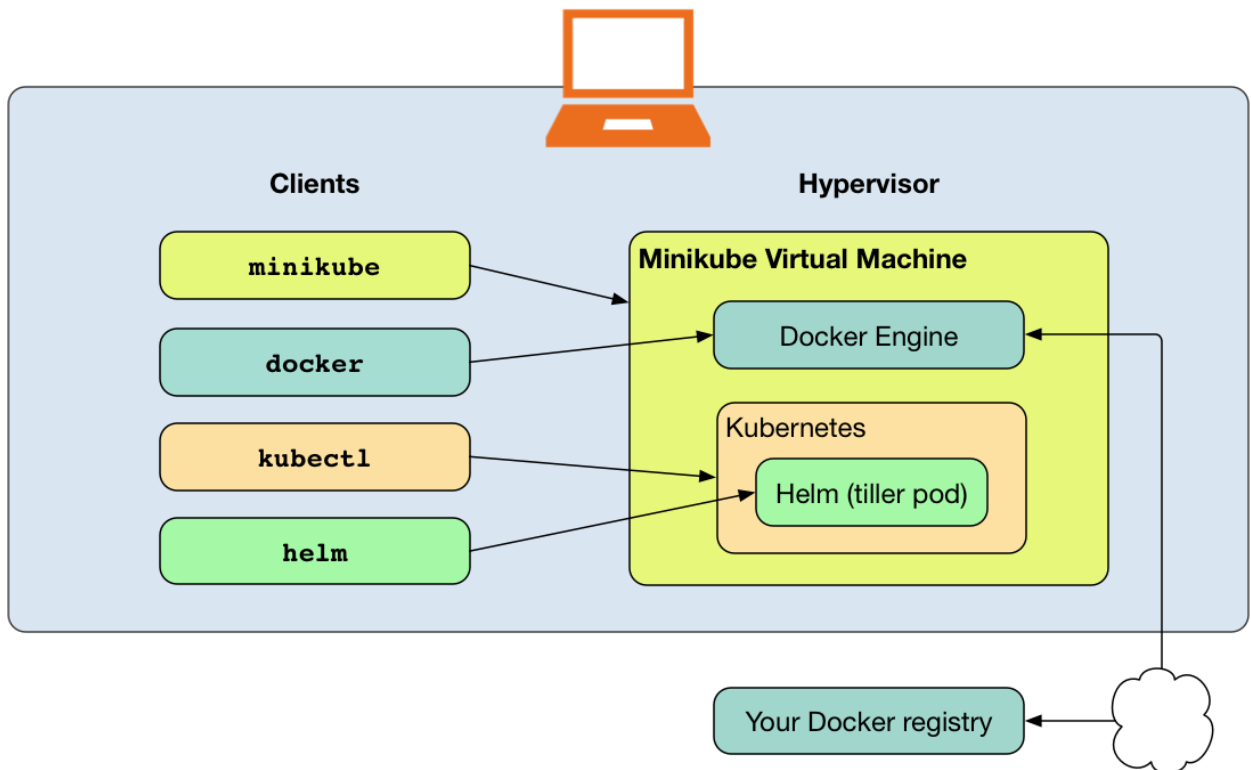 Clients
Hypervisor
minikube
docker
kubectl
helm
Minikube Virtual Machine
Docker Engine
Kubernetes
Helm (tiller pod)
Your Docker registry